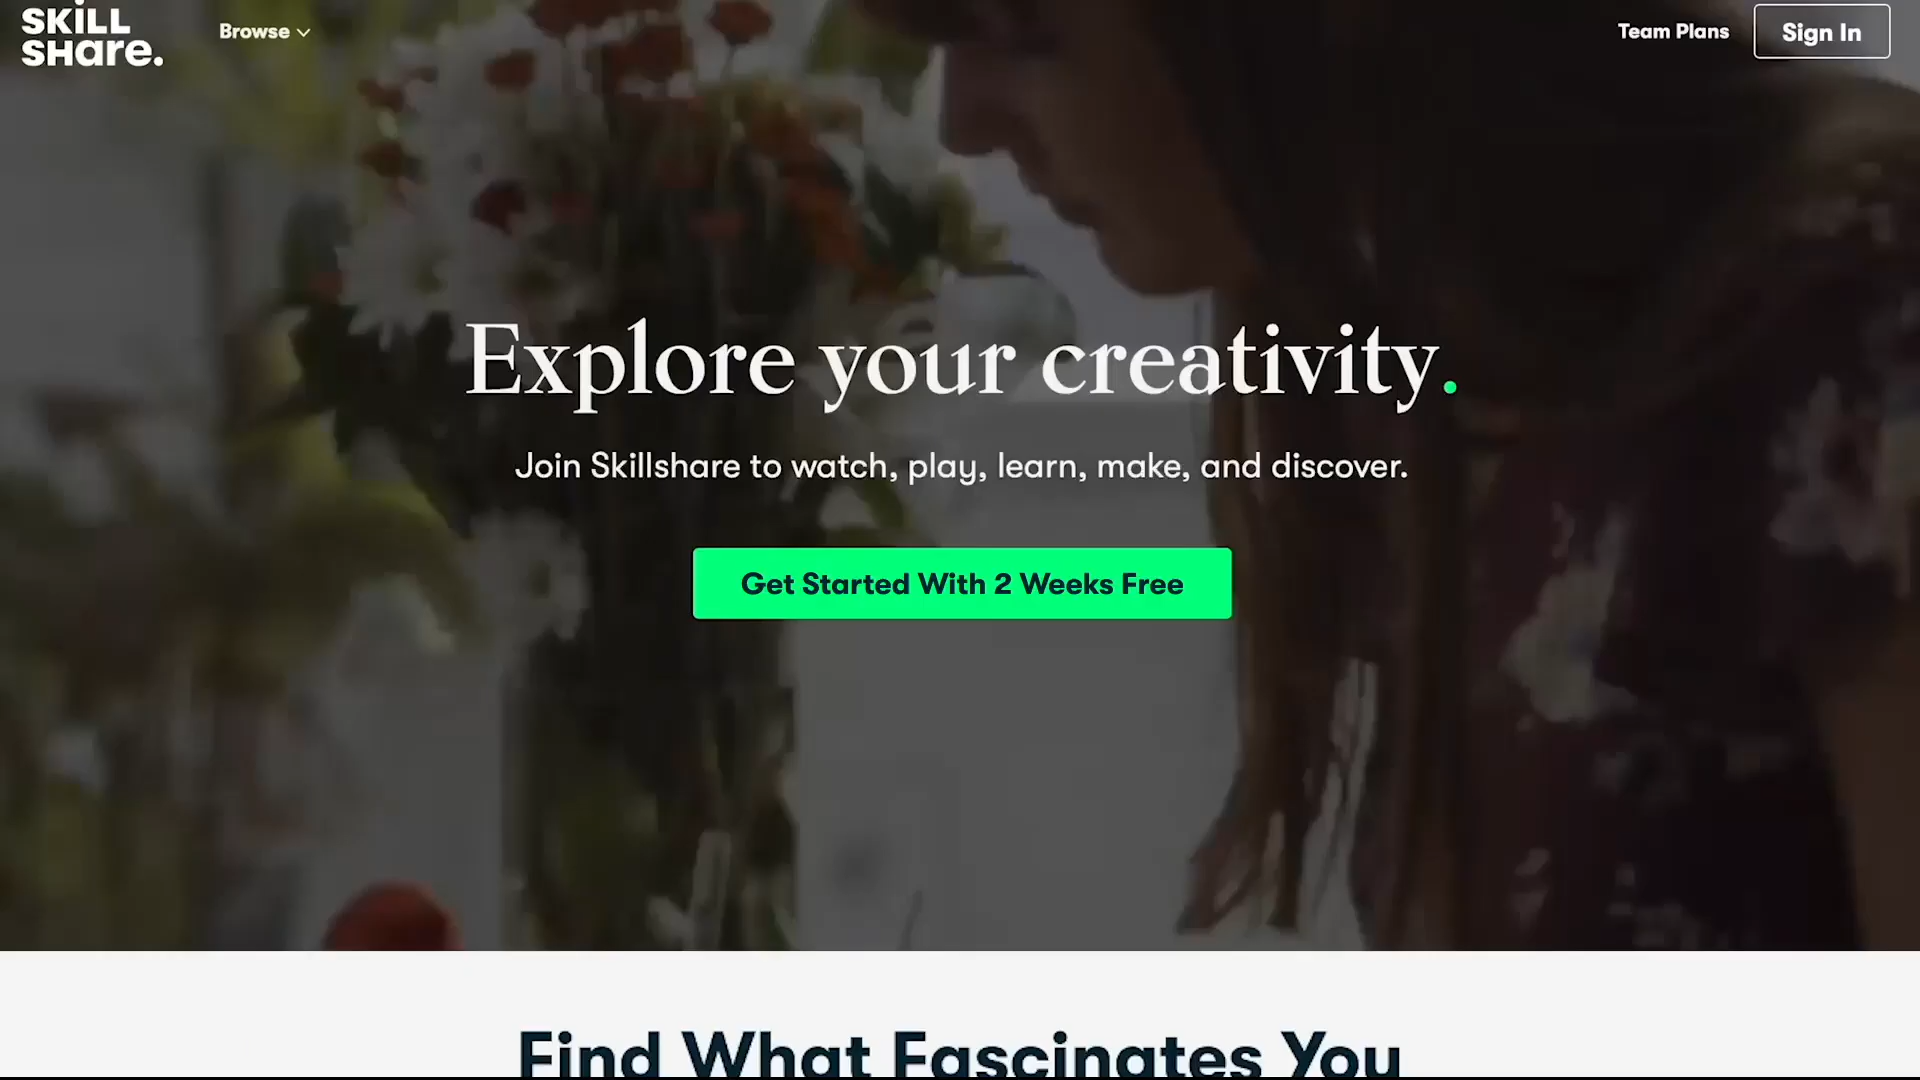 SKILL
SHare.
Browse
Team Plans
Sign In
Explore your creativity.
Join Skillshare to watch, play, learn, make, and discover.
Get Started With 2 Weeks Free
Find What Fascinates You